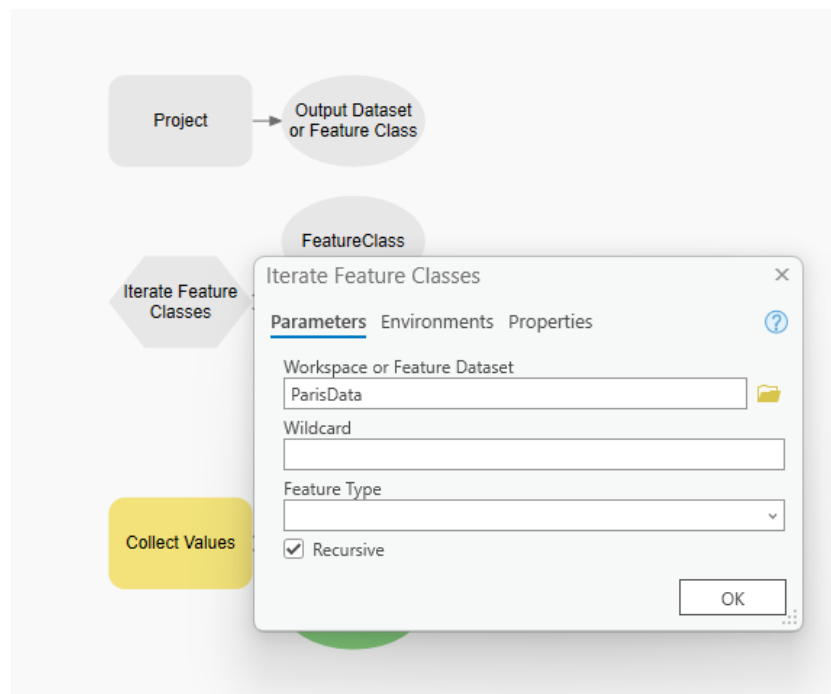 Project
Output Dataset
or Feature Class
FeatureClass
Iterate Feature
Classes
Iterate Feature Classes
Parameters Environments Properties
Workspace or Feature Dataset
ParisData
Wildcard
Feature Type
Recursive
OK
Collect Values